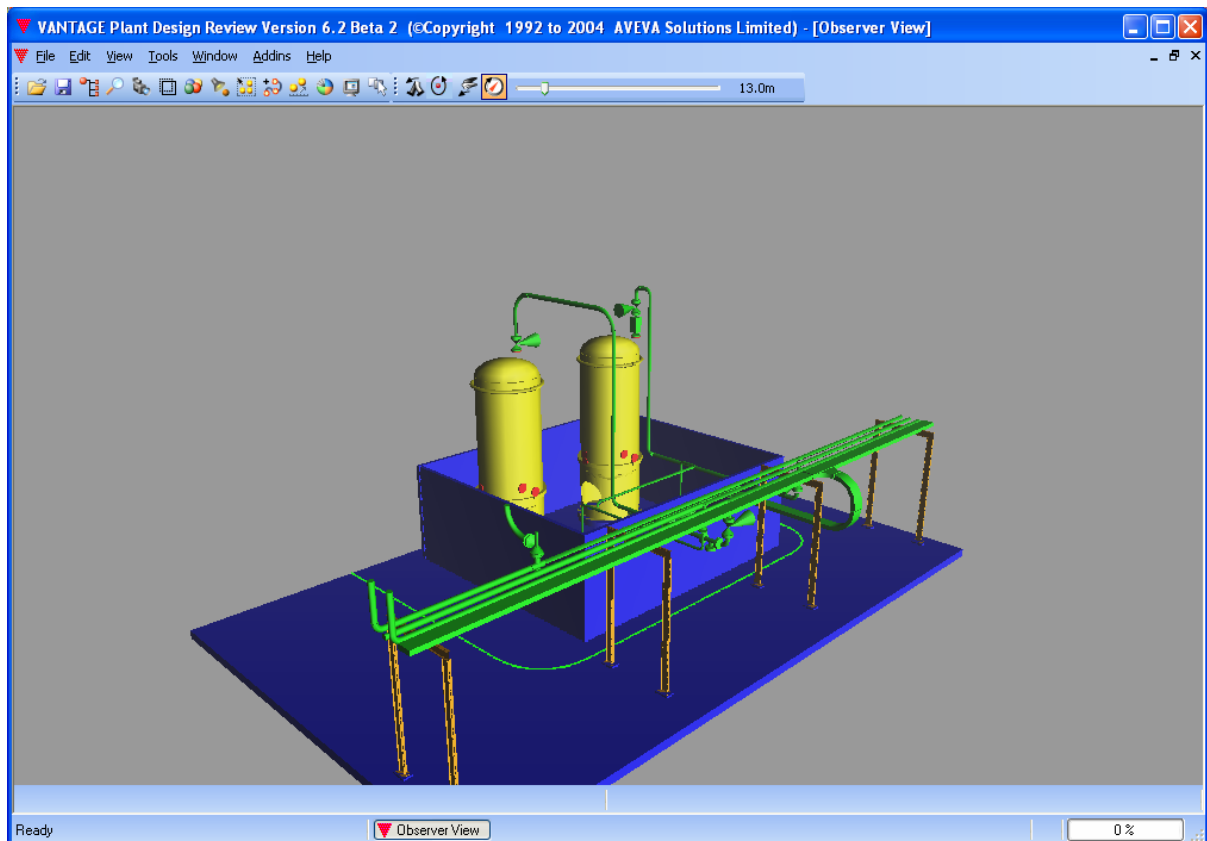 VANTAGE Plant Design Review Version 6.2 Beta 2 (©Copyright 1992 to 2004 AVEVA Solutions Limited) - [Observer View]
File Edit View Tools Window Addins Help
13.0m
Ready Observer View 0 %